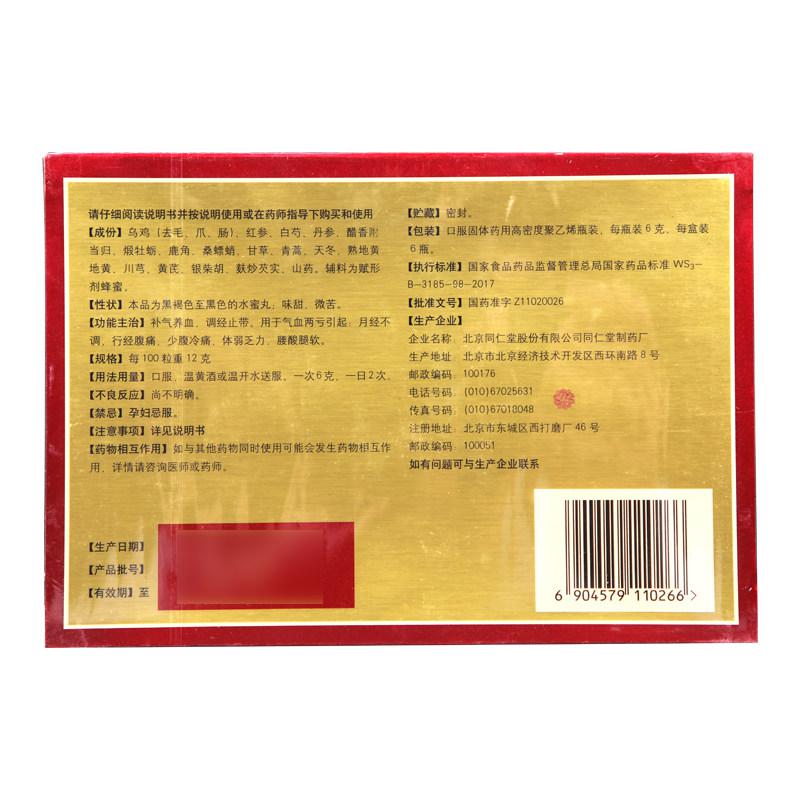 请仔细阅读说明书并按说明使用或在药师指导下购买和使用
【成份】乌鸡（去毛、爪、肠）、红参、白芍、丹参、醋香附
当归、煅牡蛎、鹿角、桑螵蛸、甘草、青蒿、天冬、熟地黄
地黄、川芎、黄芪、银柴胡、麸炒芡实、山药。辅料为赋形
剂蜂蜜。
【性状】本品为黑褐色至黑色的水蜜丸；味甜、微苦。
【功能主治】补气养血，调经止带。用于气血两亏引起：月经不
调，行经腹痛，少腹冷痛，体弱乏力，腰酸腿软。
【规格】每100粒重12克
【用法用量】口服，温黄酒或温开水送服。一次6克，一日2次。
【不良反应】尚不明确。
【禁忌】孕妇忌服。
【注意事项】详见说明书
【药物相互作用】如与其他药物同时使用可能会发生药物相互作
用，详情请咨询医师或药师。
【生产日期】
【产品批号】
【有效期】至
【贮藏】密封。
【包装】口服固体药用高密度聚乙烯瓶装，每瓶装6克，每盒装
6瓶。
【执行标准】国家食品药品监督管理总局国家药品标准 WS3-
B-3185-98-2017
【批准文号】国药准字 Z11020026
【生产企业】
企业名称：北京同仁堂股份有限公司同仁堂制药厂
生产地址：北京市北京经济技术开发区西环南路8号
邮政编码：100176
电话号码：(010)67025631
传真号码：(010)67018048
注册地址：北京市东城区西打磨厂46号
邮政编码：100051
如有问题可与生产企业联系
6 904579 110266 >